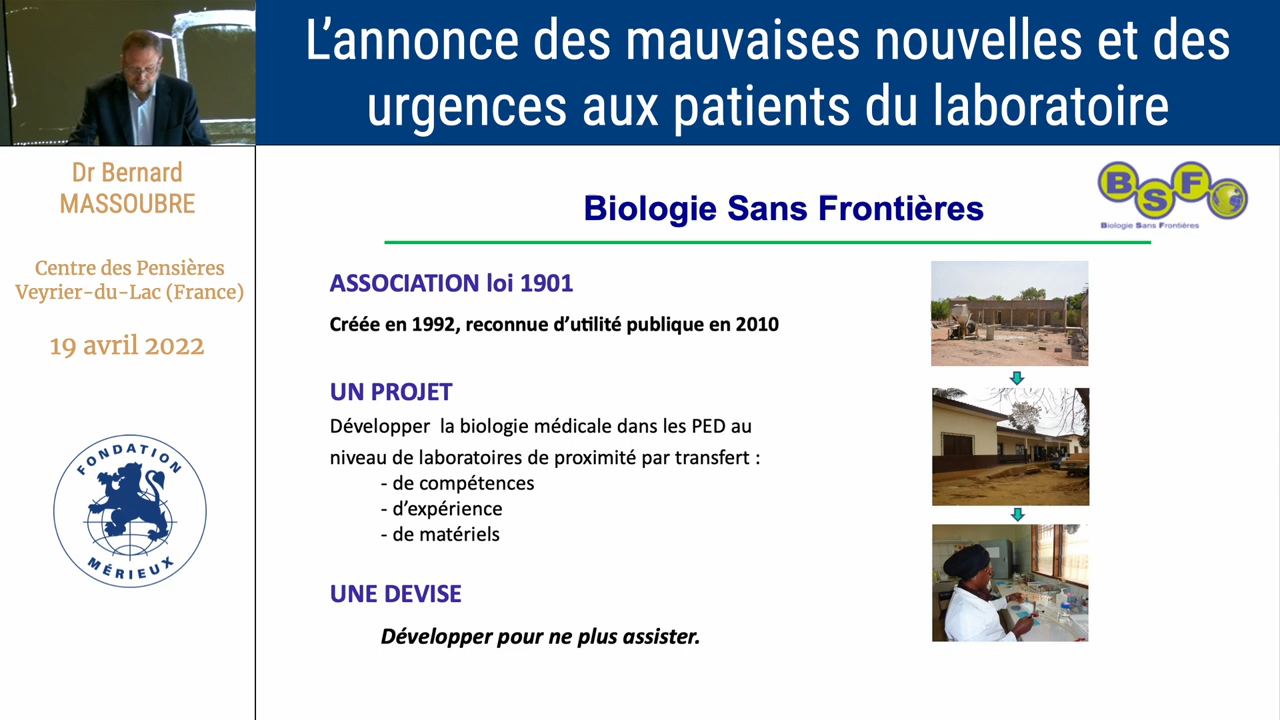 L'annonce des mauvaises nouvelles et des
urgences aux patients du laboratoire
Dr Bernard
MASSOUBRE
Centre des Pensières
Veyrier-du-Lac (France)
19 avril 2022
FONDATION
MÉRIEUX
Biologie Sans Frontières
BSF
Biologie Sans Frontières
ASSOCIATION loi 1901
Créée en 1992, reconnue d'utilité publique en 2010
UN PROJET
Développer  la biologie médicale dans les PED au
niveau de laboratoires de proximité par transfert :
- de compétences
- d'expérience
- de matériels
UNE DEVISE
Développer pour ne plus assister.